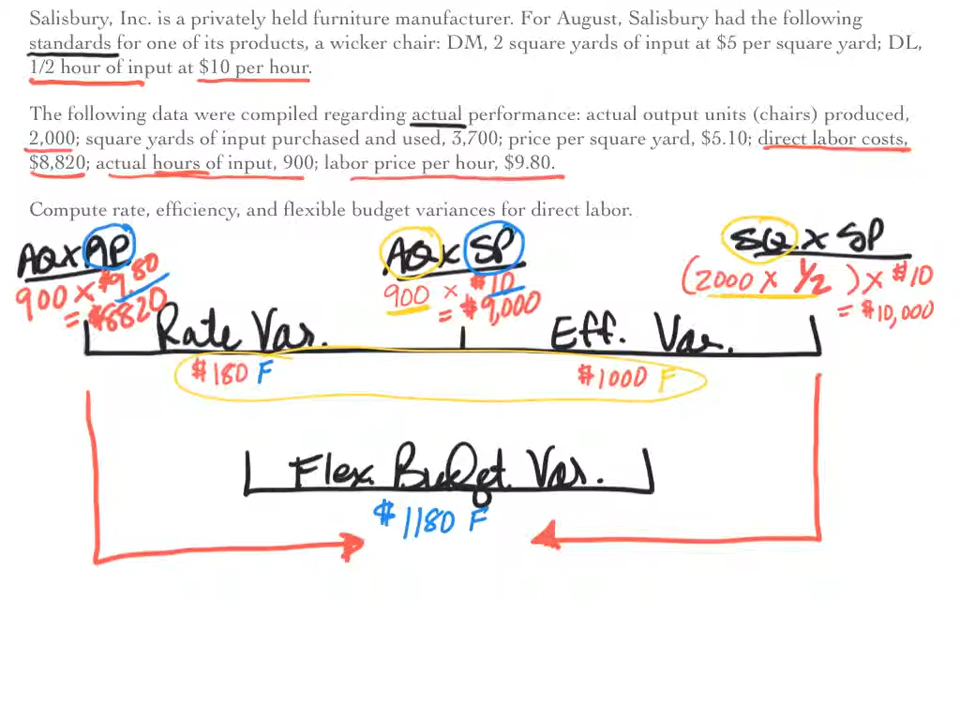 Salisbury, Inc. is a privately held furniture manufacturer. For August, Salisbury had the following
standards for one of its products, a wicker chair: DM, 2 square yards of input at $5 per square yard; DL,
1/2 hour of input at $10 per hour.
The following data were compiled regarding actual performance: actual output units (chairs) produced,
2,000; square yards of input purchased and used, 3,700; price per square yard, $5.10; direct labor costs,
$8,820; actual hours of input, 900; labor price per hour, $9.80.
Compute rate, efficiency, and flexible budget variances for direct labor.
AQ x AP AQ x SP SQ x SP
900 x $9.80 900 x $10 (2000 x 1/2) x $10
= $8820 = $9,000 = $10,000
Rate Var. Eff. Var.
$180 F $1000 F
Flex. Budget Var.
$1180 F